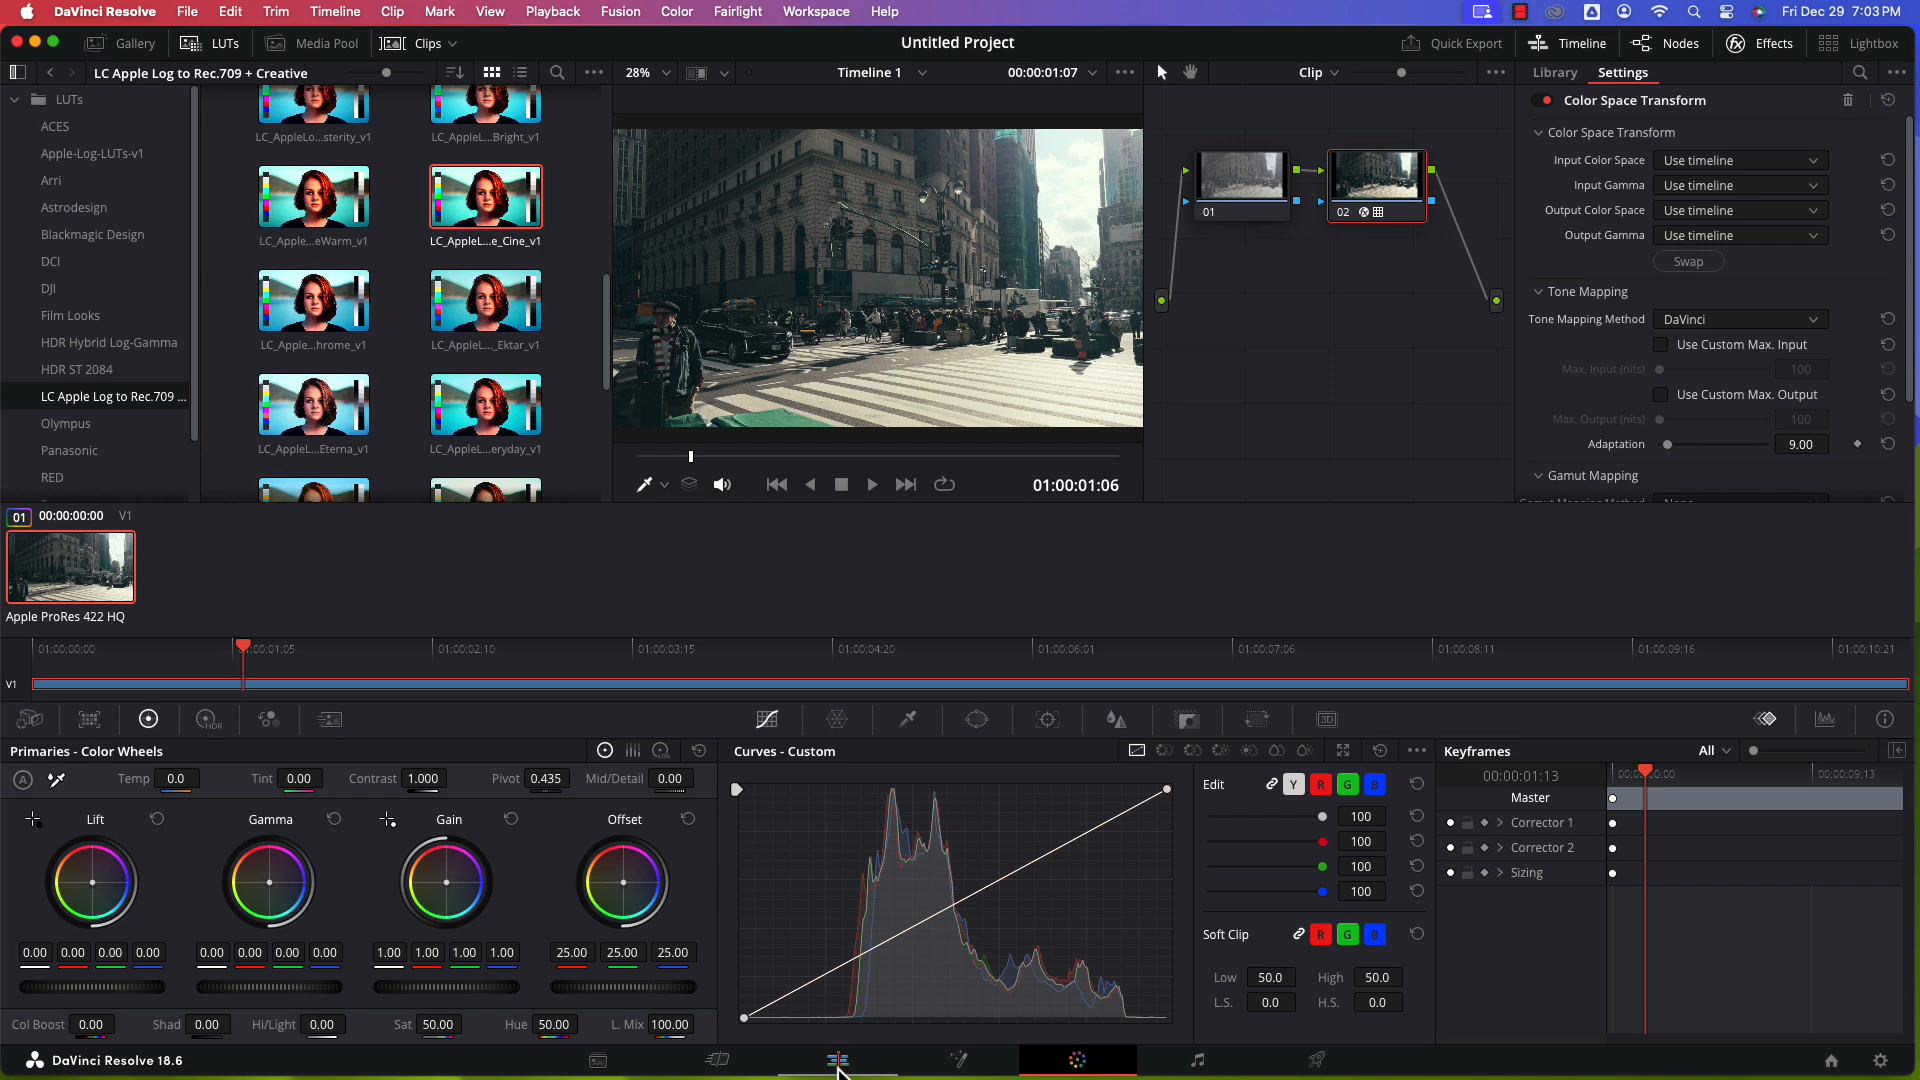 DaVinci Resolve File Edit Trim Timeline Clip Mark View Playback Fusion Color Fairlight Workspace Help Fri Dec 29 7:03 PM
Gallery LUTs Media Pool Clips Untitled Project Quick Export Timeline Nodes Effects Lightbox
LC Apple Log to Rec.709 + Creative 28% Timeline 1 00:00:01:07 Clip Library Settings
LUTs
ACES
Apple-Log-LUTs-v1
Arri
Astrodesign
Blackmagic Design
DCI
DJI
Film Looks
HDR Hybrid Log-Gamma
HDR ST 2084
LC Apple Log to Rec.709 ...
Olympus
Panasonic
RED
LC_AppleLo...sterity_v1 LC_AppleL...Bright_v1
LC_Apple...eWarm_v1 LC_AppleL...e_Cine_v1
LC_Apple...hrome_v1 LC_AppleL..._Ektar_v1
LC_AppleL...Eterna_v1 LC_AppleL...eryday_v1
01:00:01:06
01 02
Color Space Transform
Color Space Transform
Input Color Space Use timeline
Input Gamma Use timeline
Output Color Space Use timeline
Output Gamma Use timeline
Swap
Tone Mapping
Tone Mapping Method DaVinci
Use Custom Max. Input
Max. Input (nits) 100
Use Custom Max. Output
Max. Output (nits) 100
Adaptation 9.00
Gamut Mapping
01 00:00:00:00 V1
Apple ProRes 422 HQ
01:00:00:00 01:00:01:05 01:00:02:10 01:00:03:15 01:00:04:20 01:00:06:01 01:00:07:06 01:00:08:11 01:00:09:16 01:00:10:21
V1
HDR 3D
Primaries - Color Wheels LOG
A Temp 0.0 Tint 0.00 Contrast 1.000 Pivot 0.435 Mid/Detail 0.00
Lift Gamma Gain Offset
0.00 0.00 0.00 0.00 0.00 0.00 0.00 0.00 1.00 1.00 1.00 1.00 25.00 25.00 25.00
Col Boost 0.00 Shad 0.00 Hi/Light 0.00 Sat 50.00 Hue 50.00 L. Mix 100.00
Curves - Custom
Edit Y R G B
100
100
100
100
Soft Clip R G B
Low 50.0 High 50.0
L.S. 0.0 H.S. 0.0
Keyframes All
00:00:01:13 00:00:09:13
Master
Corrector 1
Corrector 2
Sizing
DaVinci Resolve 18.6